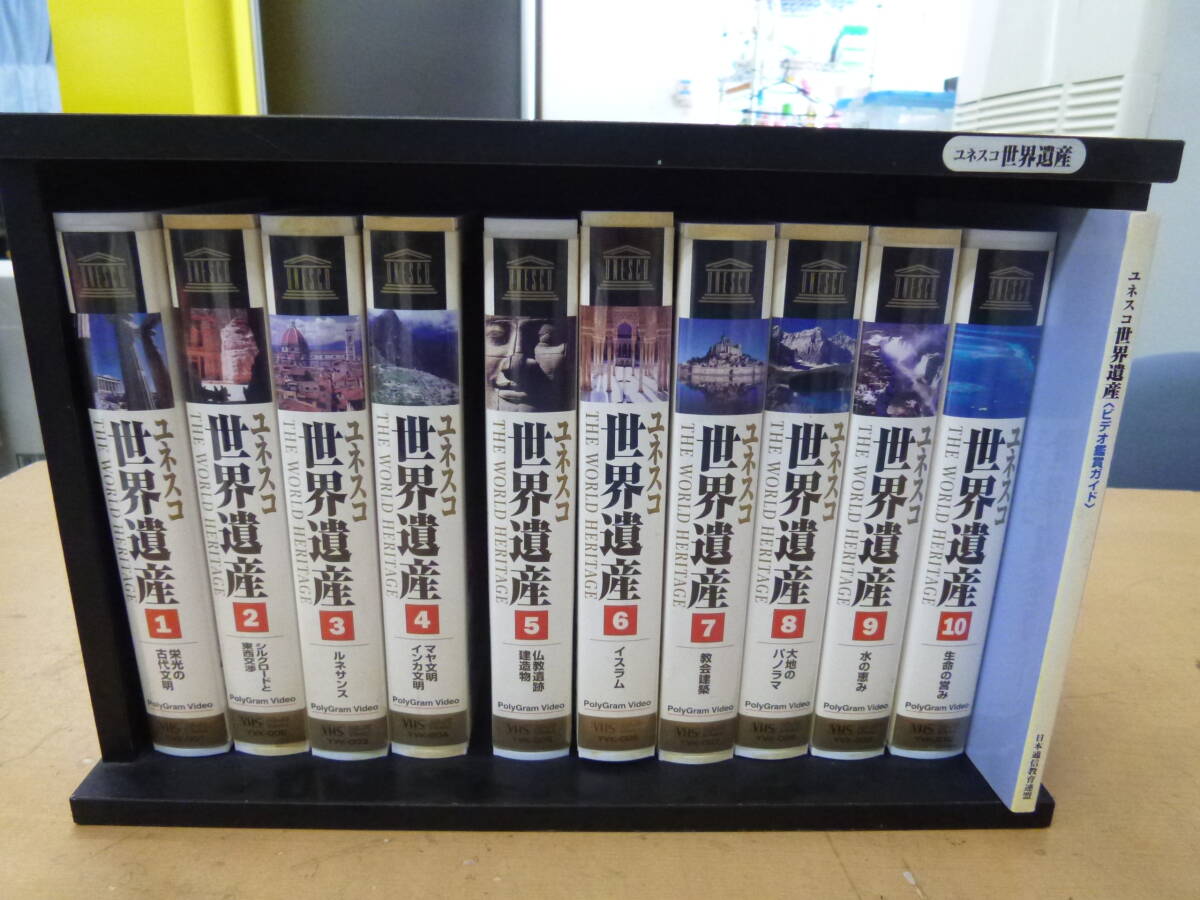 ユネスコ 世界遺産
UNESCO
ユネスコ
世界遺産
THE WORLD HERITAGE
1
栄光の
古代文明
PolyGram Video
VHS
UNESCO
ユネスコ
世界遺産
THE WORLD HERITAGE
2
シルクロードと
東西交渉
PolyGram Video
VHS
UNESCO
ユネスコ
世界遺産
THE WORLD HERITAGE
3
ルネサンス
PolyGram Video
VHS
UNESCO
ユネスコ
世界遺産
THE WORLD HERITAGE
4
マヤ文明
インカ文明
PolyGram Video
VHS
UNESCO
ユネスコ
世界遺産
THE WORLD HERITAGE
5
仏教遺跡
建造物
PolyGram Video
VHS
UNESCO
ユネスコ
世界遺産
THE WORLD HERITAGE
6
イスラム
PolyGram Video
VHS
UNESCO
ユネスコ
世界遺産
THE WORLD HERITAGE
7
教会建築
PolyGram Video
VHS
UNESCO
ユネスコ
世界遺産
THE WORLD HERITAGE
8
大地の
パノラマ
PolyGram Video
VHS
UNESCO
ユネスコ
世界遺産
THE WORLD HERITAGE
9
水の恵み
PolyGram Video
VHS
UNESCO
ユネスコ
世界遺産
THE WORLD HERITAGE
10
生命の営み
PolyGram Video
VHS
ユネスコ 世界遺産〈ビデオ鑑賞ガイド〉
日本通信教育連盟